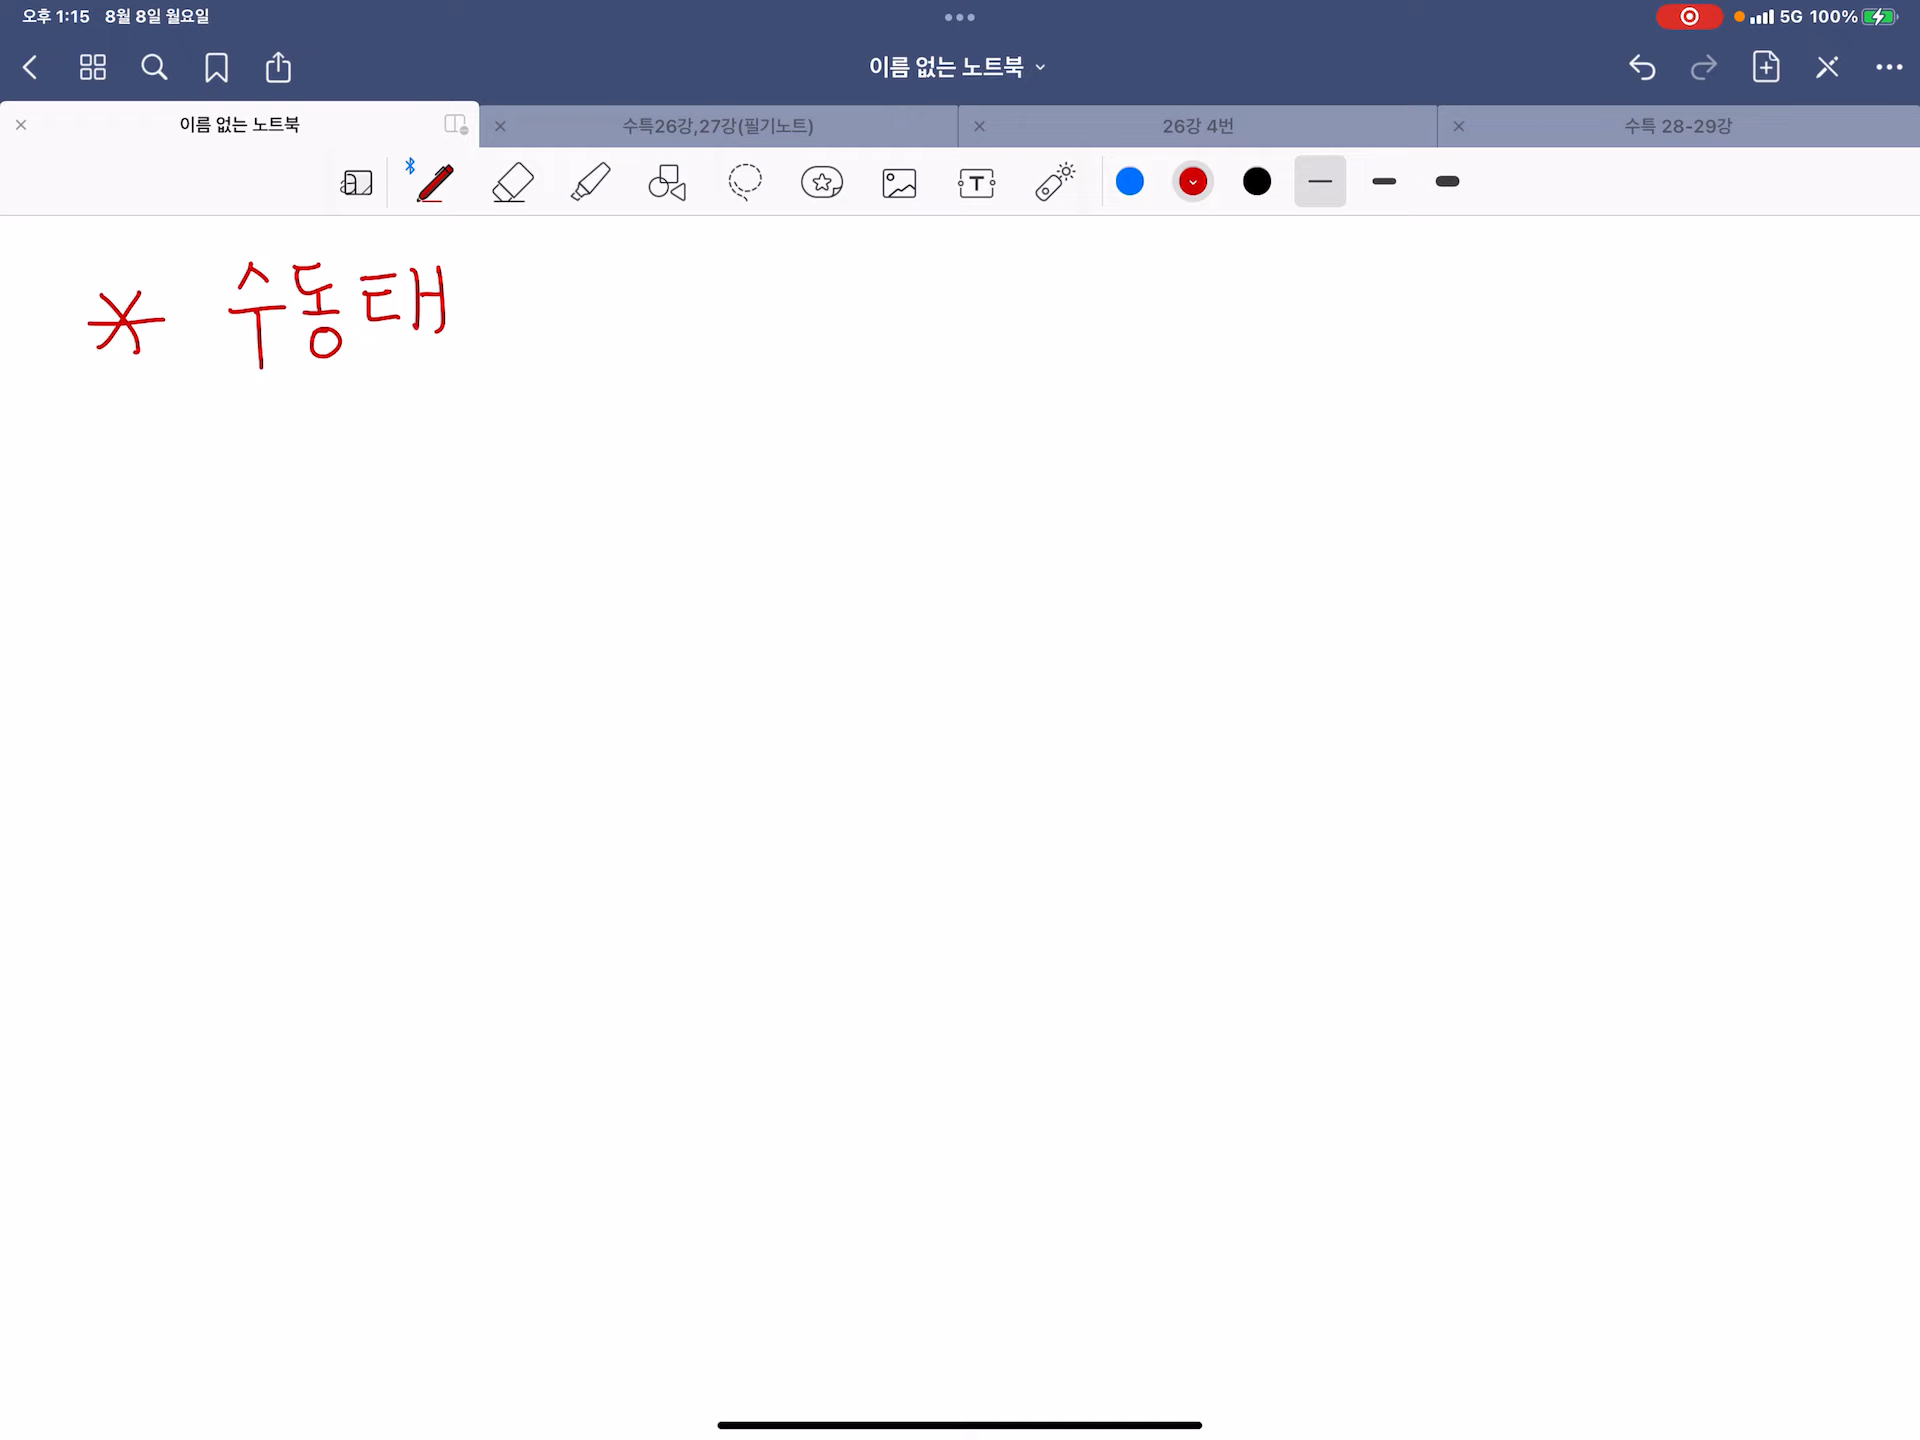 오후 1:15 8월 8일 월요일
5G 100%
이름 없는 노트북
이름 없는 노트북
수특26강,27강(필기노트)
26강 4번
수특 28-29강
* 수동태